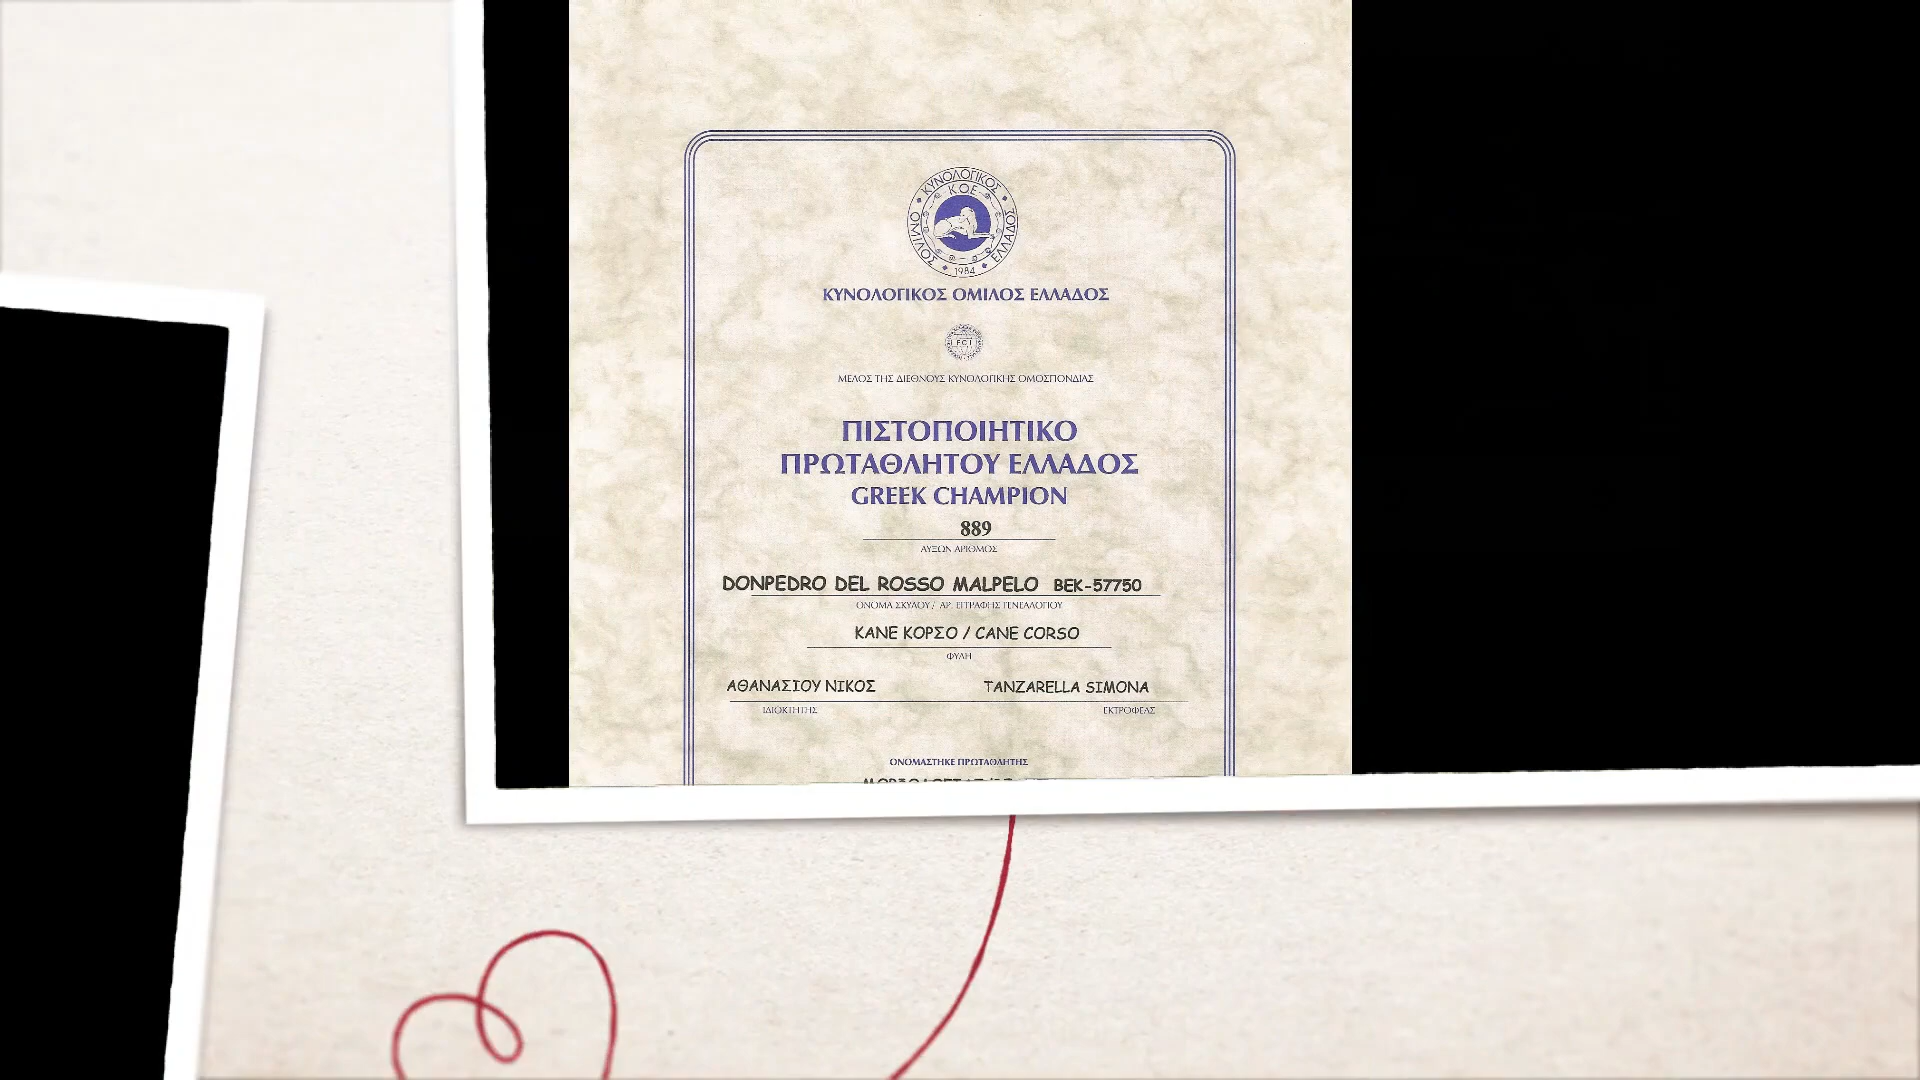 ΚΥΝΟΛΟΓΙΚΟΣ ΟΜΙΛΟΣ ΕΛΛΑΔΟΣ
Κ.Ο.Ε
1984
ΚΥΝΟΛΟΓΙΚΟΣ ΟΜΙΛΟΣ ΕΛΛΑΔΟΣ
FCI
ΜΕΛΟΣ ΤΗΣ ΔΙΕΘΝΟΥΣ ΚΥΝΟΛΟΓΙΚΗΣ ΟΜΟΣΠΟΝΔΙΑΣ
ΠΙΣΤΟΠΟΙΗΤΙΚΟ
ΠΡΩΤΑΘΛΗΤΟΥ ΕΛΛΑΔΟΣ
GREEK CHAMPION
889
ΑΥΞΩΝ ΑΡΙΘΜΟΣ
DONPEDRO DEL ROSSO MALPELO BEK-57750
ΟΝΟΜΑ ΣΚΥΛΟΥ / ΑΡ. ΕΓΓΡΑΦΗΣ ΓΕΝΕΑΛΟΓΙΟΥ
ΚΑΝΕ ΚΟΡΣΟ / CANE CORSO
ΦΥΛΗ
ΑΘΑΝΑΣΙΟΥ ΝΙΚΟΣ TANZARELLA SIMONA
ΙΔΙΟΚΤΗΤΗΣ ΕΚΤΡΟΦΕΑΣ
ΟΝΟΜΑΣΤΗΚΕ ΠΡΩΤΑΘΛΗΤΗΣ